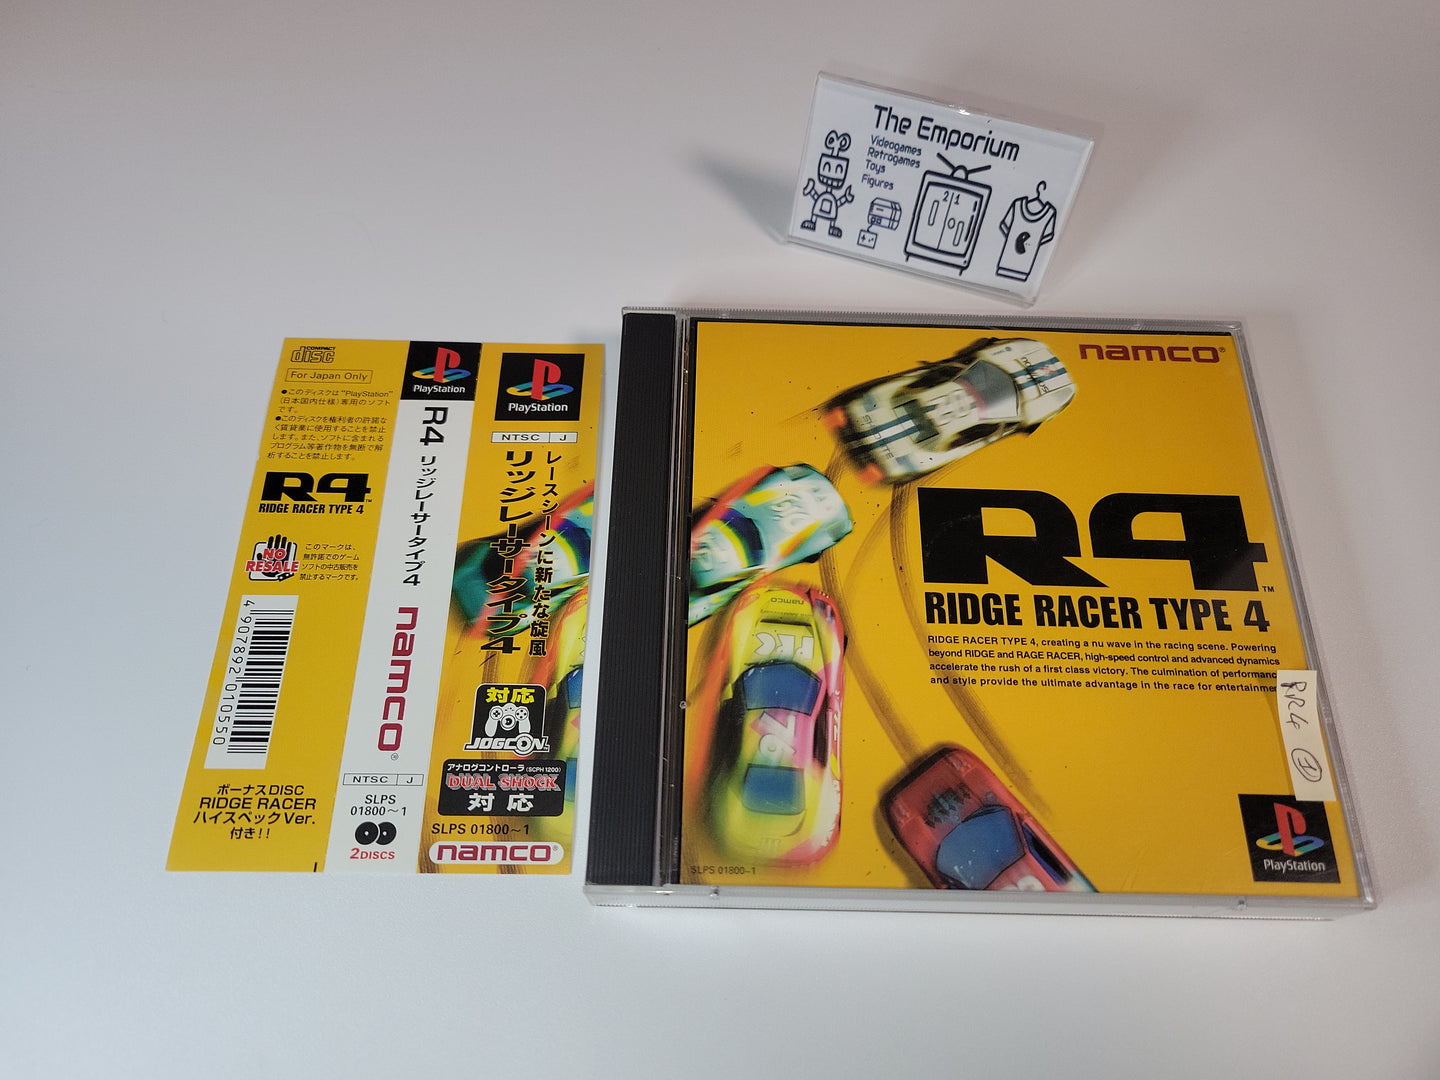 The Emporium
Videogames
Retrogames
Toys
Figures
2 1
COMPACT
disc
For Japan Only
●このディスクは"PlayStation"
(日本国内仕様)専用のソフト
です。
●このディスクを権利者の許諾な
く賃貸業に使用することを禁止
します。また、ソフトに含まれる
プログラム等著作物を無断で解
析することを禁止します。
R4™
RIDGE RACER TYPE 4
NO
RESALE
このマークは、
無許諾でのゲーム
ソフトの中古販売を
禁止するマークです。
4 907892 010550
ボーナスDISC
RIDGE RACER
ハイスペックVer.
付き!!
PlayStation
R4 リッジレーサータイプ4
namco®
NTSC J
SLPS
01800〜1
2DISCS
PlayStation
NTSC J
レースシーンに新たな旋風
リッジレーサータイプ4
対応
JOGCON
アナログコントローラ(SCPH1200)
DUAL SHOCK
対応
SLPS 01800〜1
namco®
namco®
R4™
RIDGE RACER TYPE 4
RIDGE RACER TYPE 4, creating a nu wave in the racing scene. Powering
beyond RIDGE and RAGE RACER, high-speed control and advanced dynamics
accelerate the rush of a first class victory. The culmination of performanc
and style provide the ultimate advantage in the race for entertainmen
RR4
namco
PRC
76
SLPS 01800~1
PlayStation